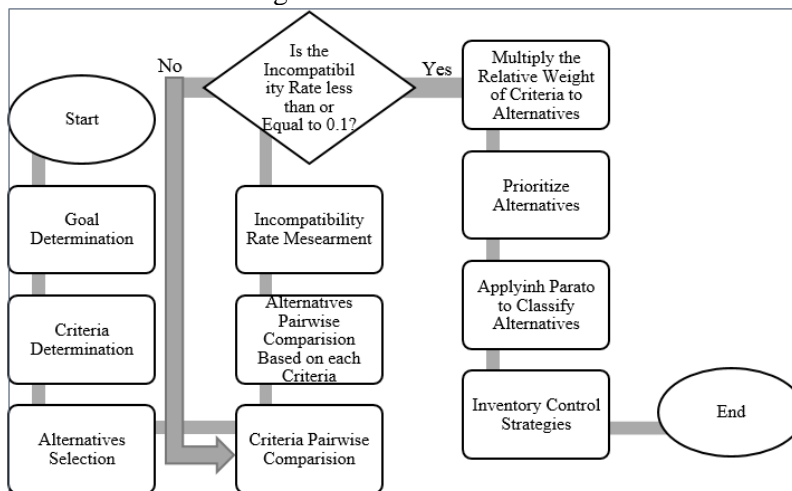 Start
Goal
Determination
Criteria
Determination
Alternatives
Selection
Criteria Pairwise
Comparision
Alternatives
Pairwise
Comparision
Based on each
Criteria
Incompatibility
Rate Mesearment
Is the
Incompatibil
ity Rate less
than or
Equal to 0.1?
No
Yes
Multiply the
Relative Weight
of Criteria to
Alternatives
Prioritize
Alternatives
Applyinh Parato
to Classify
Alternatives
Inventory Control
Strategies
End